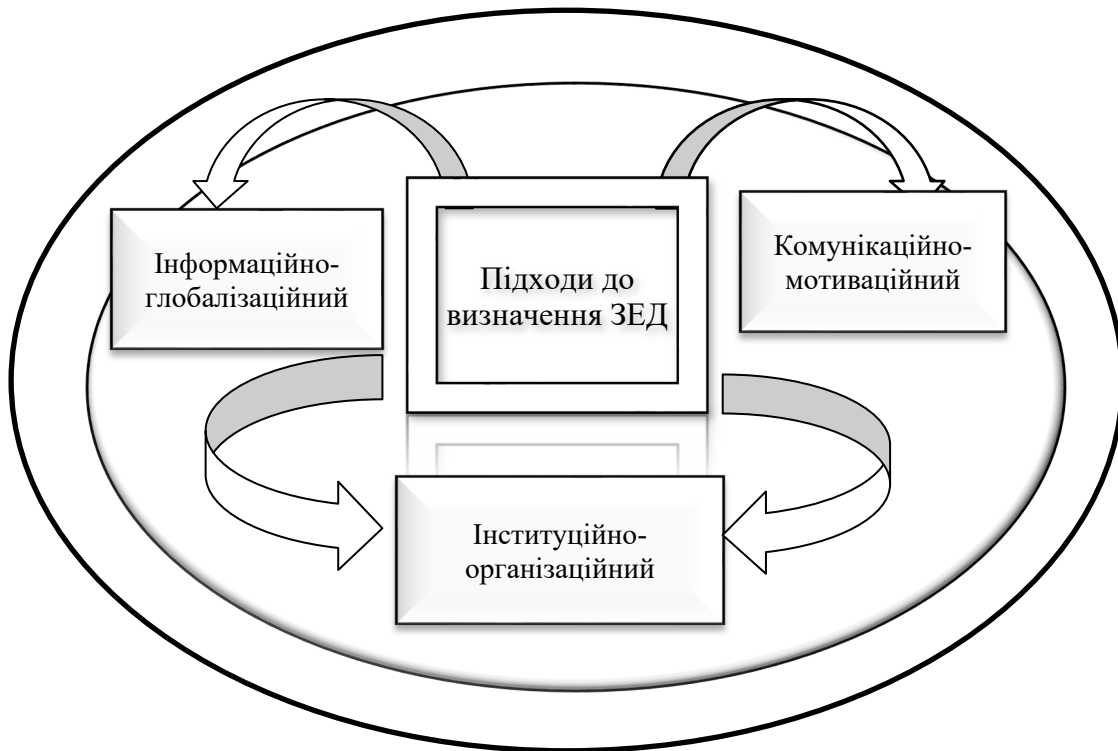 Інформаційно-
глобалізаційний
Підходи до
визначення ЗЕД
Комунікаційно-
мотиваційний
Інституційно-
організаційний